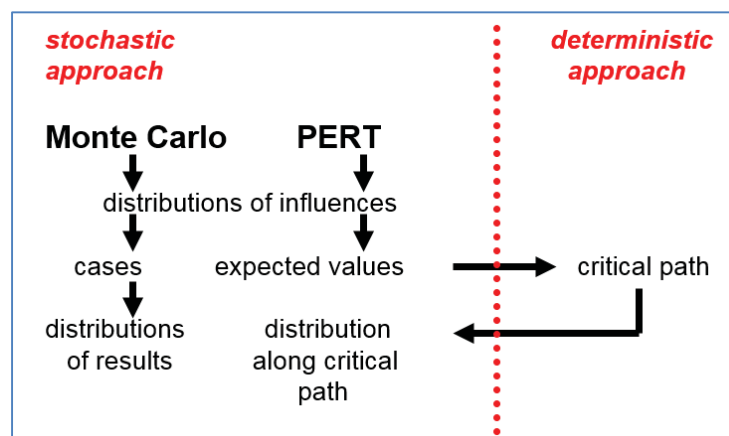 stochastic
approach
deterministic
approach
Monte Carlo
PERT
distributions of influences
cases
expected values
critical path
distributions
of results
distribution
along critical
path